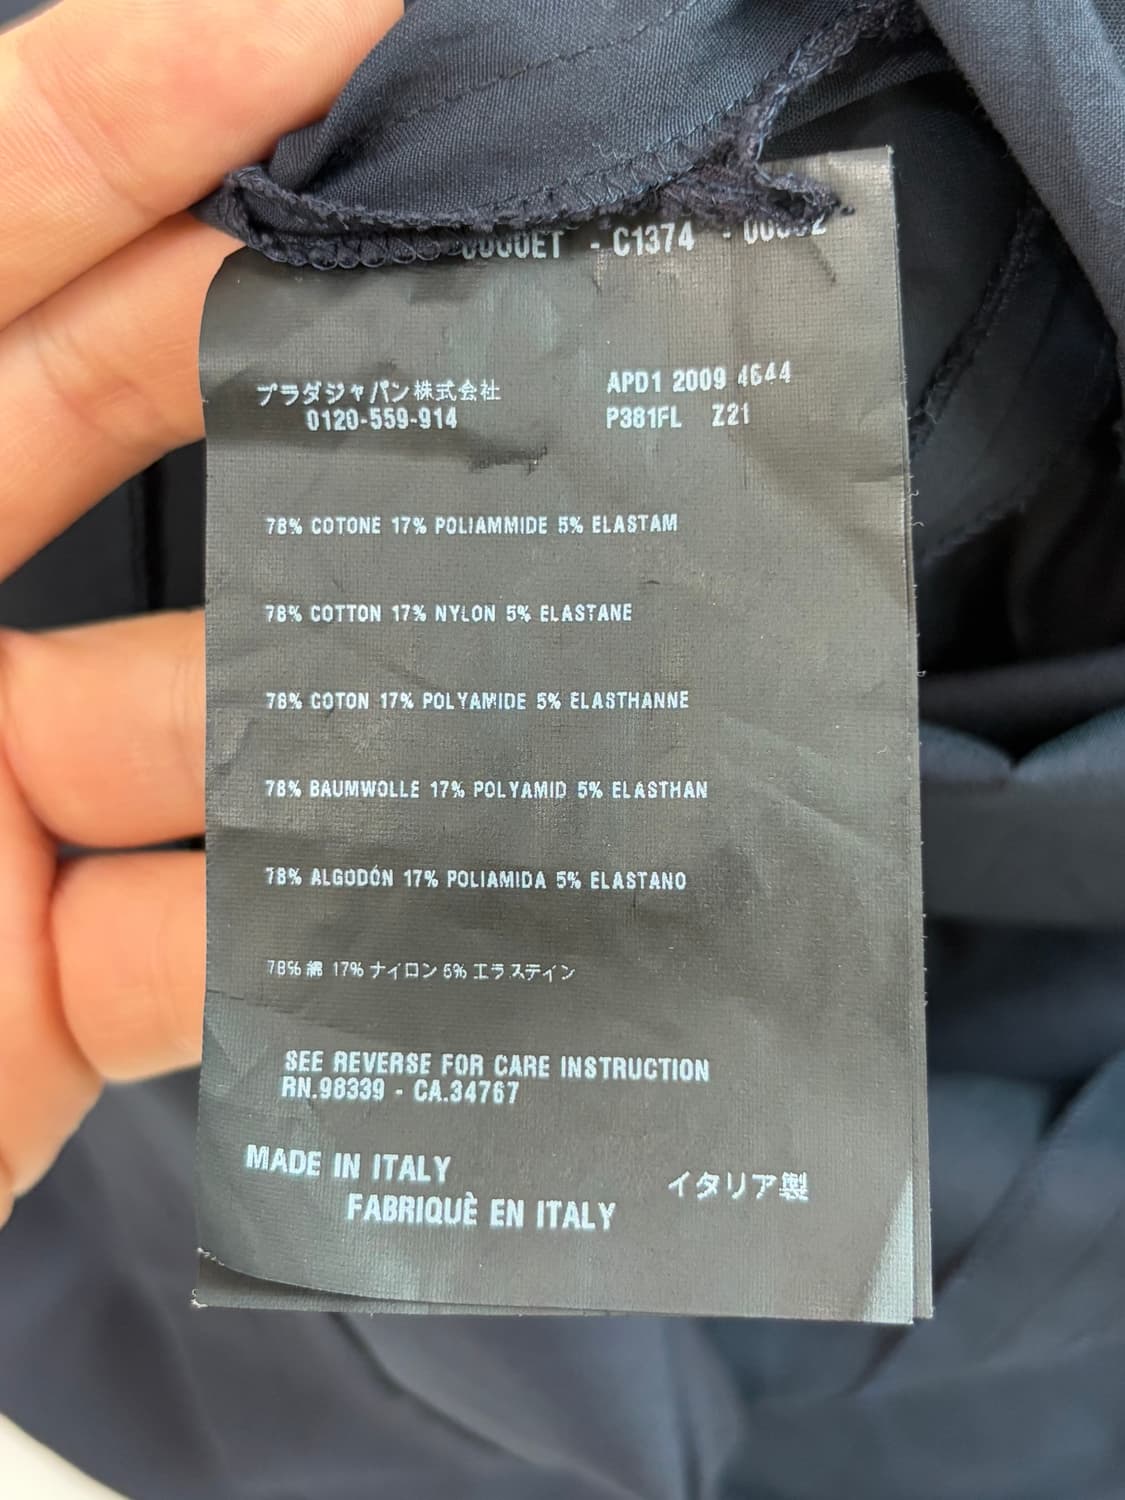 - C1374 -
プラダジャパン株式会社
0120-559-914
APD1 2009 4644
P381FL Z21
78% COTONE 17% POLIAMMIDE 5% ELASTAM
78% COTTON 17% NYLON 5% ELASTANE
78% COTON 17% POLYAMIDE 5% ELASTHANNE
78% BAUMWOLLE 17% POLYAMID 5% ELASTHAN
78% ALGODÓN 17% POLIAMIDA 5% ELASTANO
78% 綿 17% ナイロン 5% エラステイン
SEE REVERSE FOR CARE INSTRUCTION
RN.98339 - CA.34767
MADE IN ITALY
FABRIQUÈ EN ITALY
イタリア製